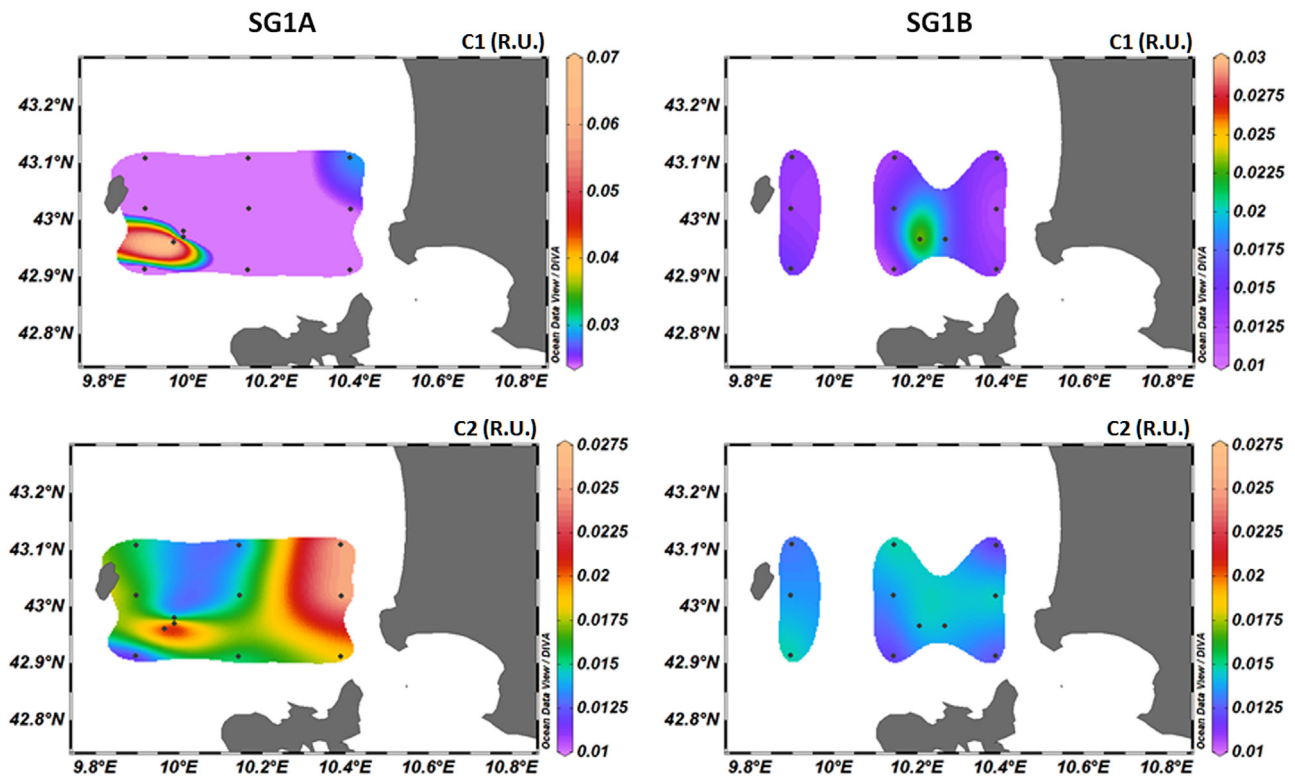 SG1A
SG1B
C1 (R.U.)
43.2°N
43.1°N
43°N
42.9°N
42.8°N
9.8°E 10°E 10.2°E 10.4°E 10.6°E 10.8°E
0.07
0.06
0.05
0.04
0.03
Ocean Data View / DIVA
C1 (R.U.)
43.2°N
43.1°N
43°N
42.9°N
42.8°N
9.8°E 10°E 10.2°E 10.4°E 10.6°E 10.8°E
0.03
0.0275
0.025
0.0225
0.02
0.0175
0.015
0.0125
0.01
Ocean Data View / DIVA
C2 (R.U.)
43.2°N
43.1°N
43°N
42.9°N
42.8°N
9.8°E 10°E 10.2°E 10.4°E 10.6°E 10.8°E
0.0275
0.025
0.0225
0.02
0.0175
0.015
0.0125
0.01
Ocean Data View / DIVA
C2 (R.U.)
43.2°N
43.1°N
43°N
42.9°N
42.8°N
9.8°E 10°E 10.2°E 10.4°E 10.6°E 10.8°E
0.0275
0.025
0.0225
0.02
0.0175
0.015
0.0125
0.01
Ocean Data View / DIVA